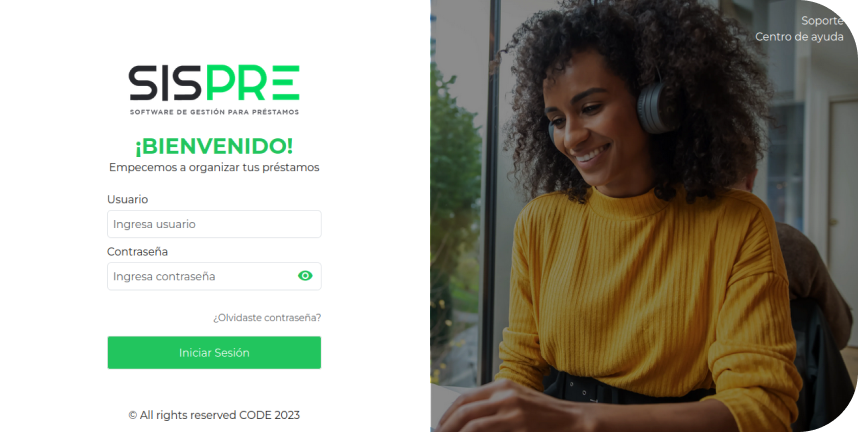 SISPRE
SOFTWARE DE GESTIÓN PARA PRÉSTAMOS
¡BIENVENIDO!
Empecemos a organizar tus préstamos
Usuario
Ingresa usuario
Contraseña
Ingresa contraseña
¿Olvidaste contraseña?
Iniciar Sesión
© All rights reserved CODE 2023
Soporte
Centro de ayuda